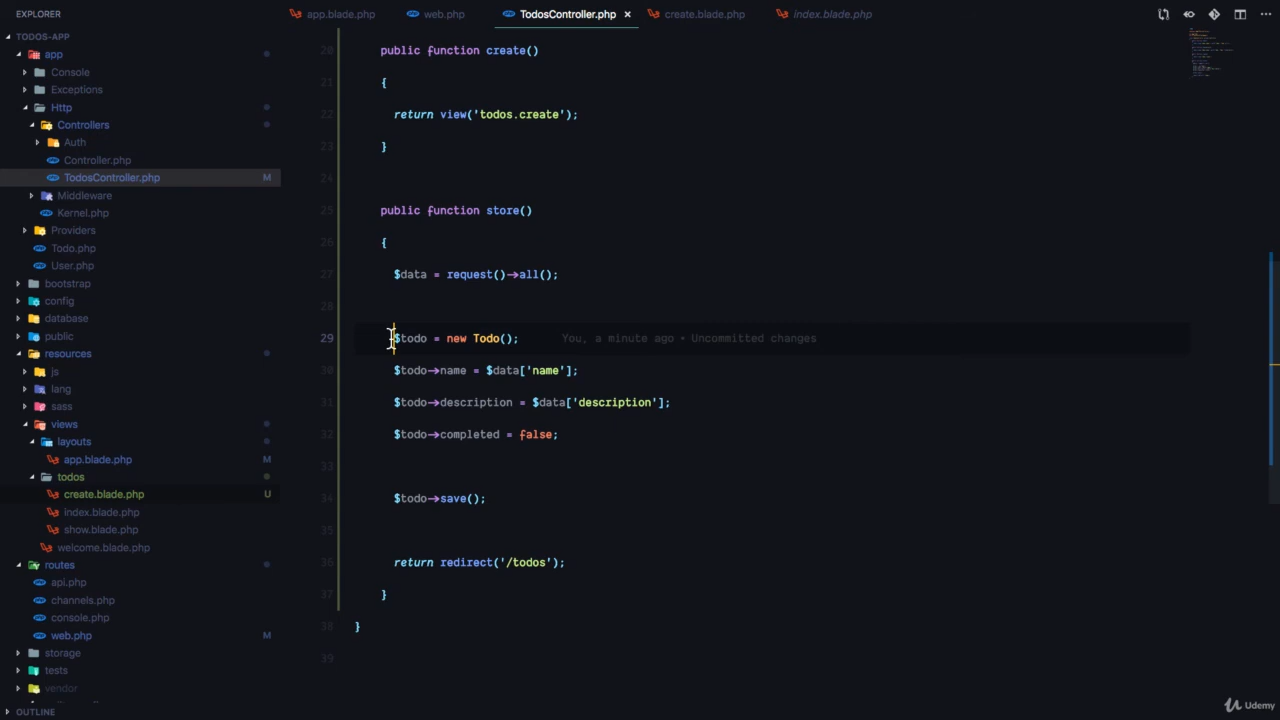 EXPLORER
app.blade.php
web.php
TodosController.php ×
create.blade.php
index.blade.php
TODOS-APP
app
Console
Exceptions
Http
Controllers
Auth
Controller.php
TodosController.php M
Middleware
Kernel.php
Providers
Todo.php
User.php
bootstrap
config
database
public
resources
js
lang
sass
views
layouts
app.blade.php M
todos
create.blade.php U
index.blade.php
show.blade.php
welcome.blade.php
routes
api.php
channels.php
console.php
web.php M
storage
tests
vendor
OUTLINE
20 public function create()
21 {
22 return view('todos.create');
23 }
24
25 public function store()
26 {
27 $data = request()->all();
28
29 $todo = new Todo(); You, a minute ago • Uncommitted changes
30 $todo->name = $data['name'];
31 $todo->description = $data['description'];
32 $todo->completed = false;
33
34 $todo->save();
35
36 return redirect('/todos');
37 }
38 }
39
Udemy